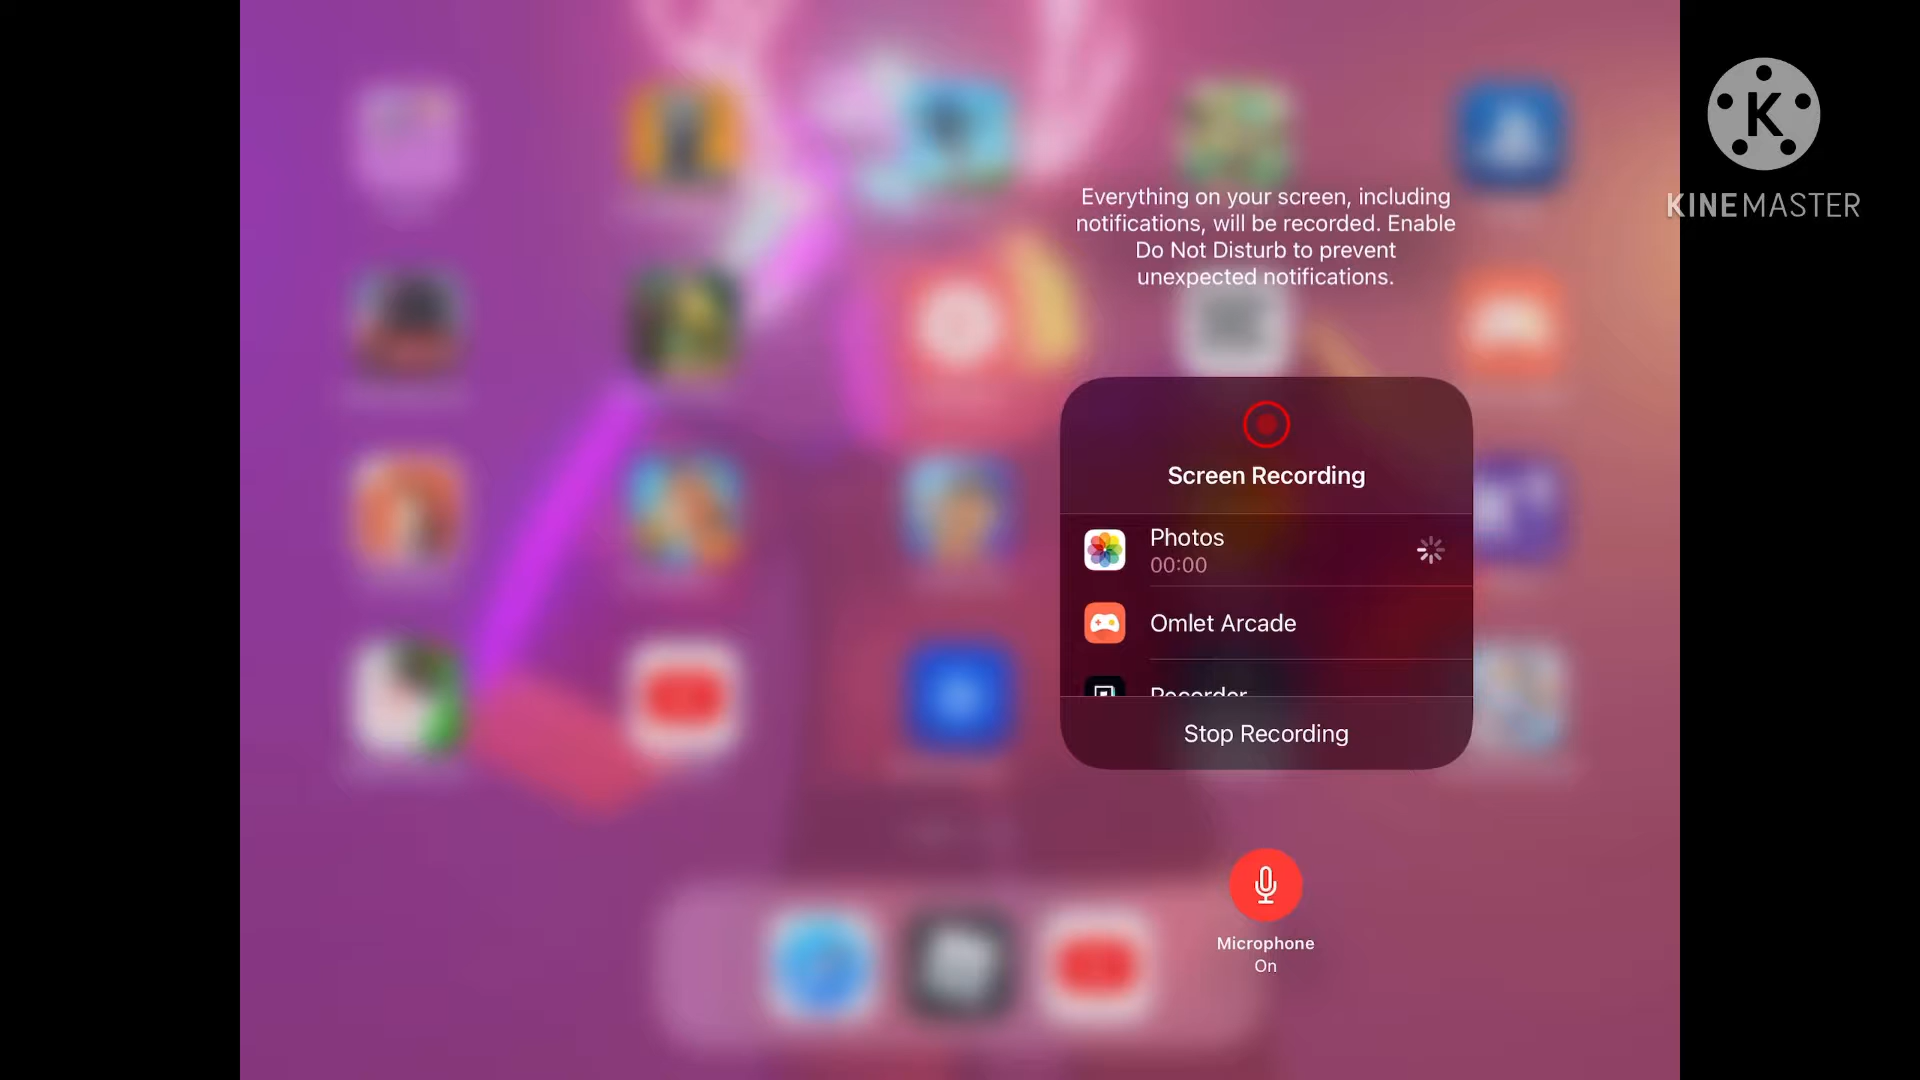 Everything on your screen, including
notifications, will be recorded. Enable
Do Not Disturb to prevent
unexpected notifications.
K
KINEMASTER
Screen Recording
Photos
00:00
Omlet Arcade
Recorder
Stop Recording
Microphone
On